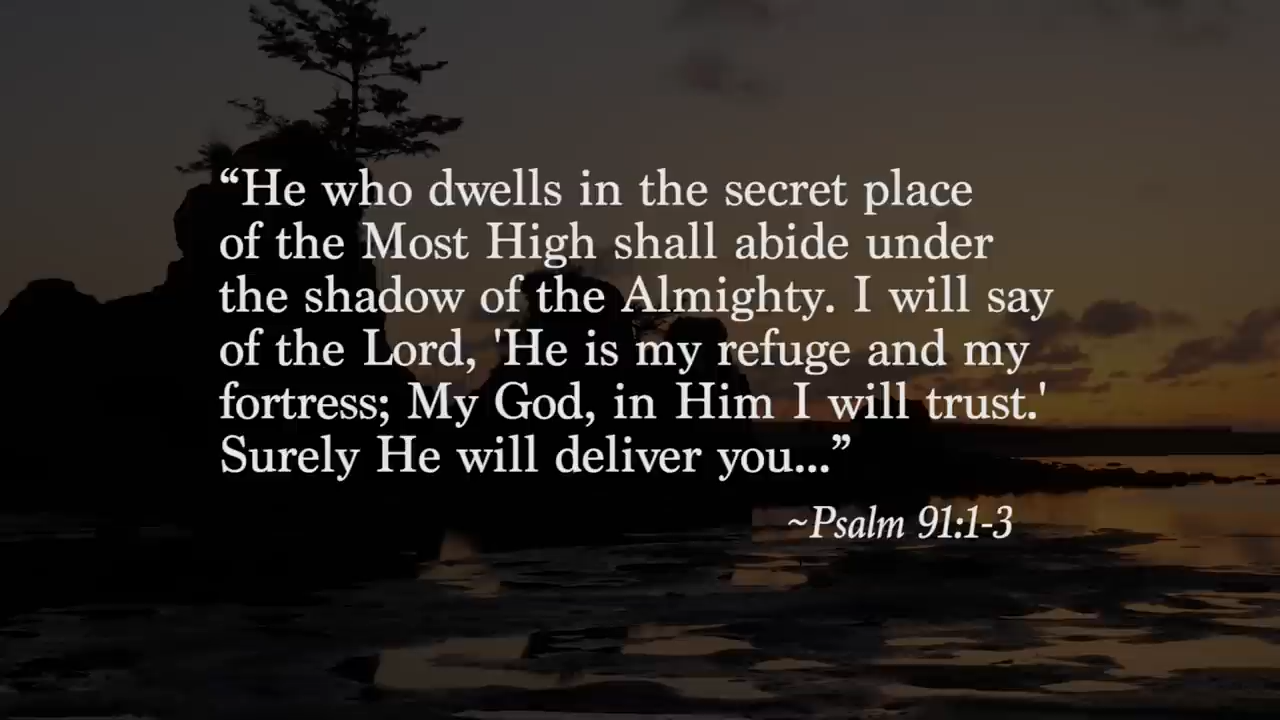 “He who dwells in the secret place
of the Most High shall abide under
the shadow of the Almighty. I will say
of the Lord, 'He is my refuge and my
fortress; My God, in Him I will trust.'
Surely He will deliver you...”
~Psalm 91:1-3